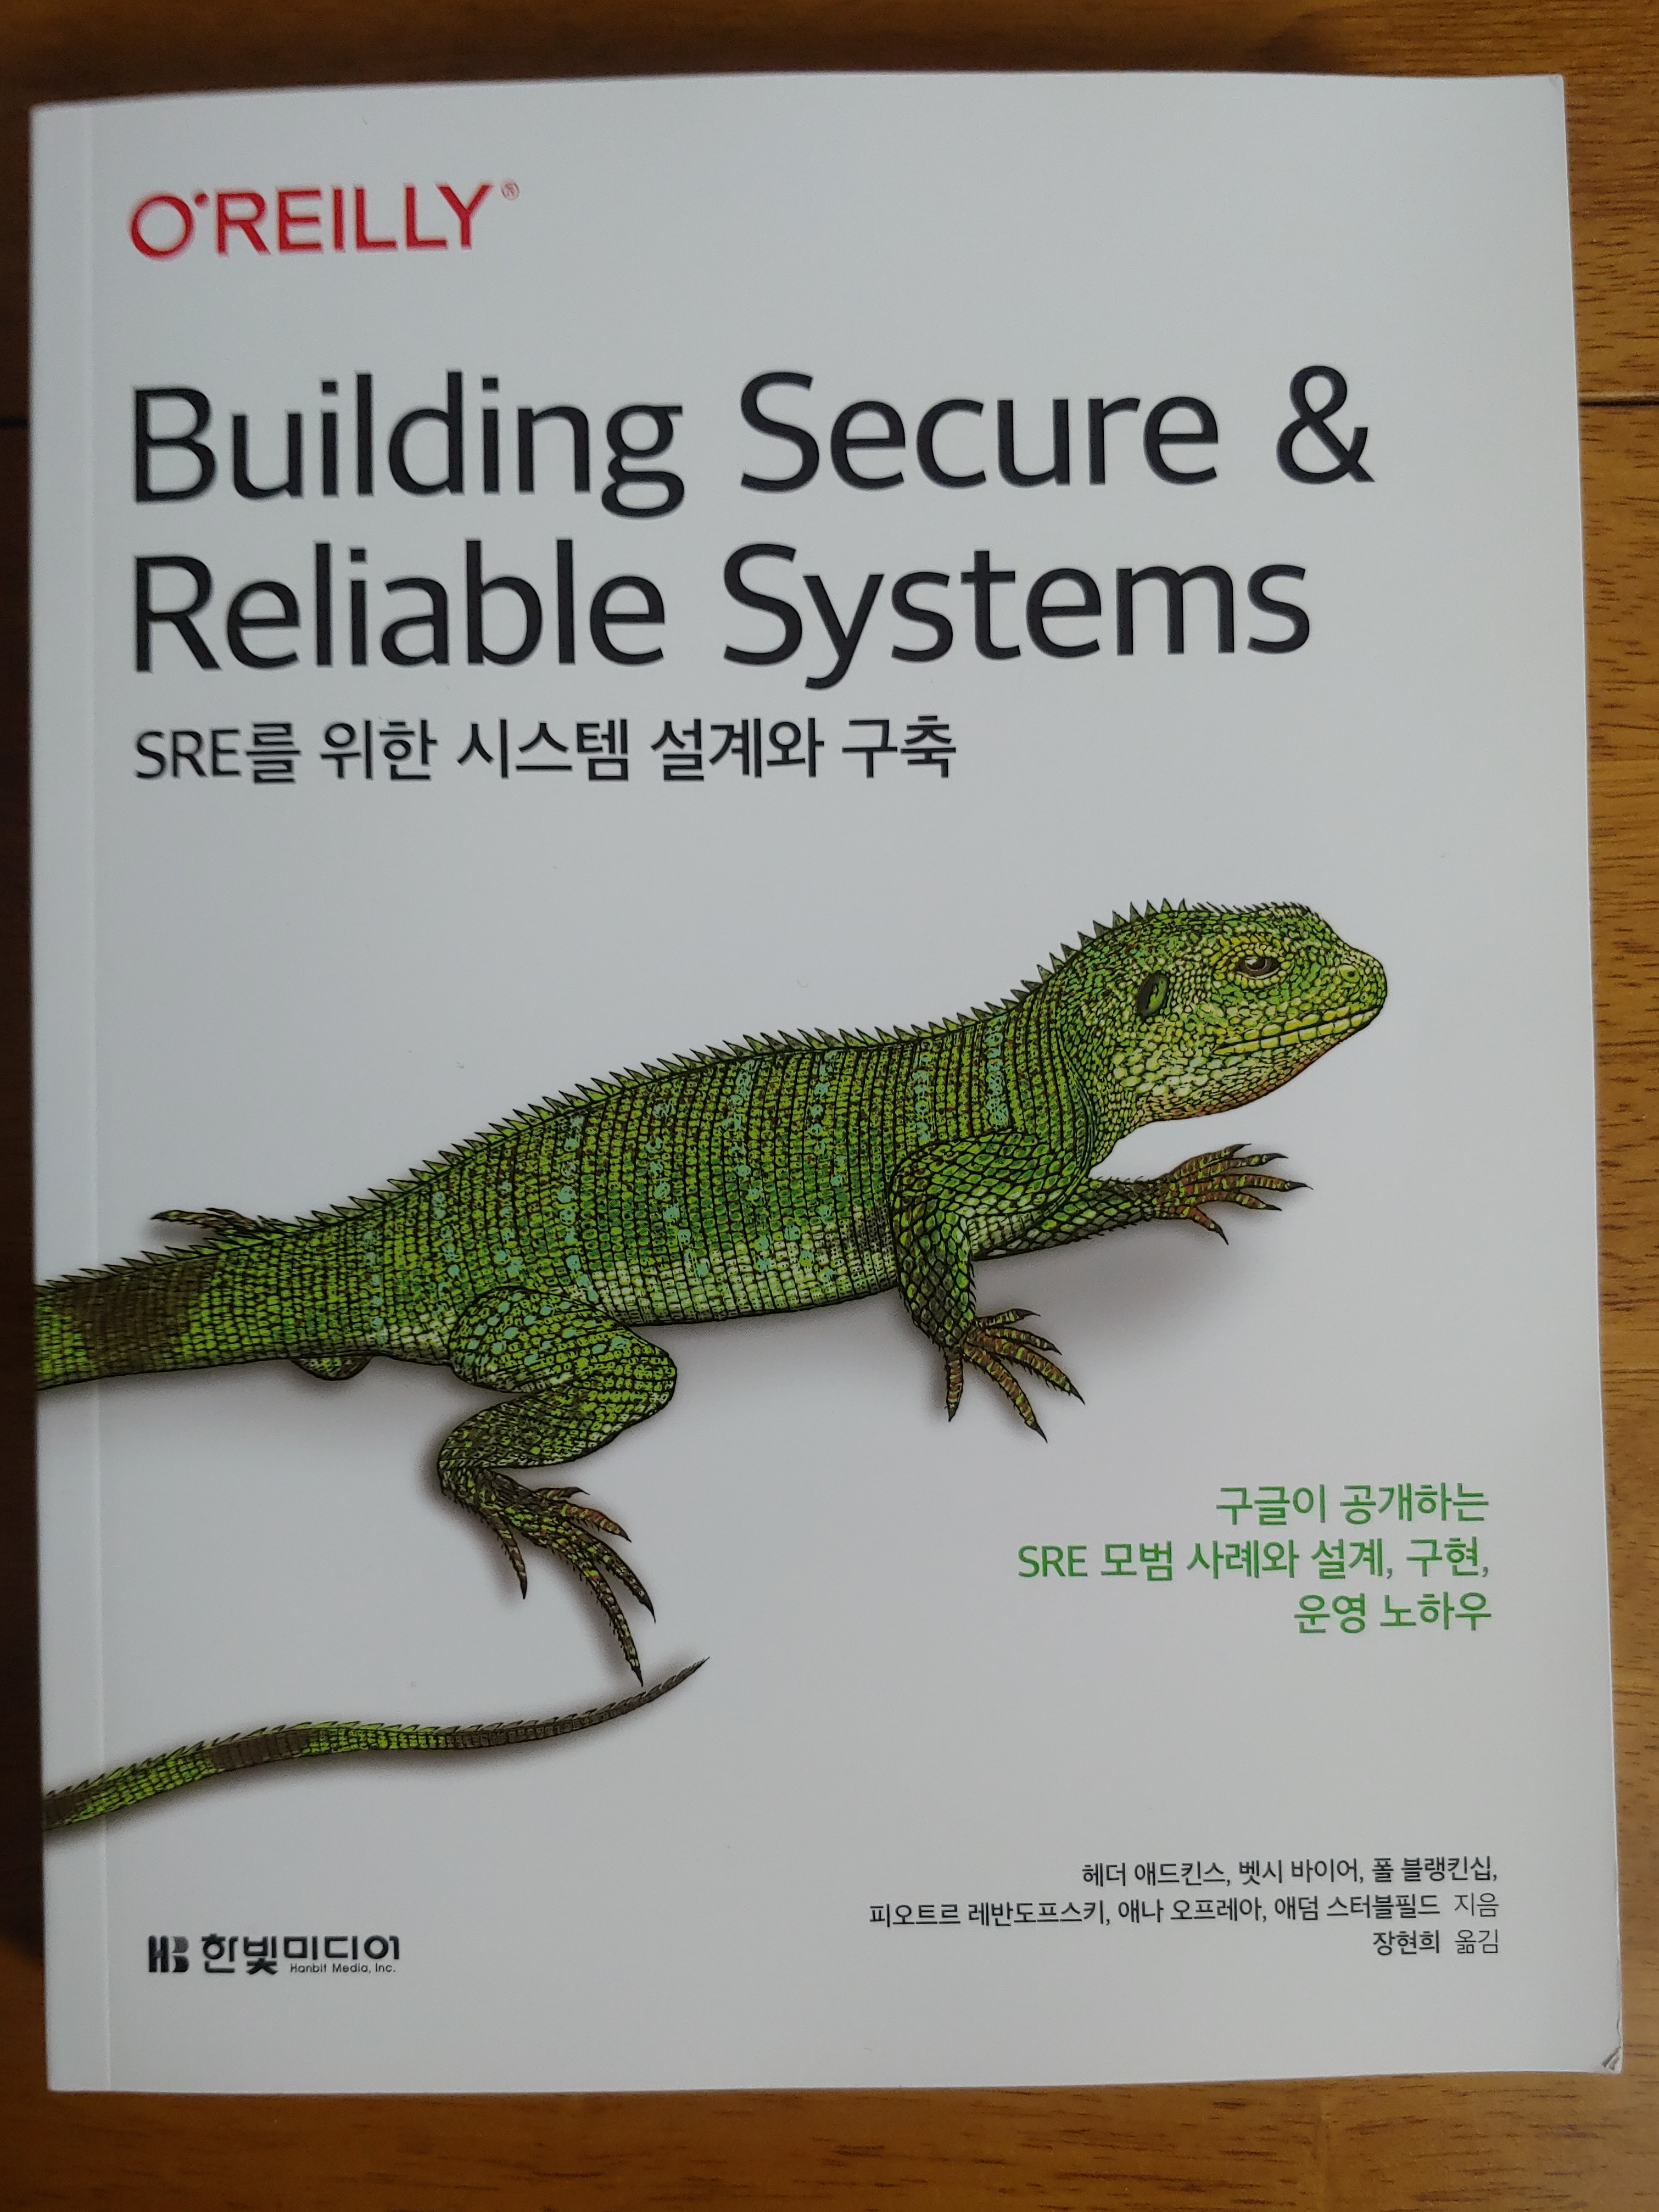 O'REILLY®
Building Secure &
Reliable Systems
SRE를 위한 시스템 설계와 구축
구글이 공개하는
SRE 모범 사례와 설계, 구현,
운영 노하우
헤더 애드킨스, 벳시 바이어, 폴 블랭킨십,
피오트르 레반도프스키, 애나 오프레아, 애덤 스터블필드 지음
장현희 옮김
HB 한빛미디어
Hanbit Media, Inc.